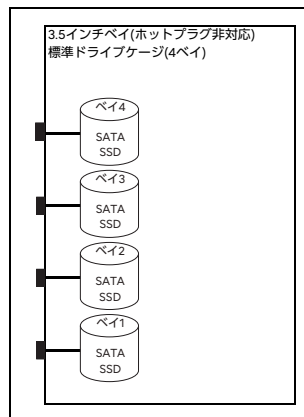 3.5インチベイ(ホットプラグ非対応)
標準ドライブケージ(4ベイ)
ベイ4
SATA
SSD
ベイ3
SATA
SSD
ベイ2
SATA
SSD
ベイ1
SATA
SSD